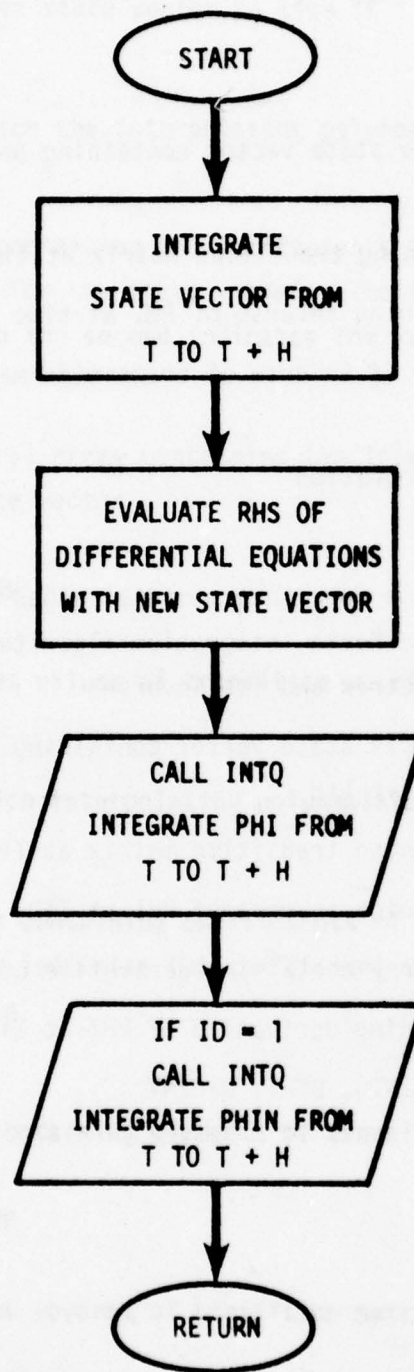 START
INTEGRATE
STATE VECTOR FROM
T TO T + H
EVALUATE RHS OF
DIFFERENTIAL EQUATIONS
WITH NEW STATE VECTOR
CALL INTQ
INTEGRATE PHI FROM
T TO T + H
IF ID = 1
CALL INTQ
INTEGRATE PHIN FROM
T TO T + H
RETURN